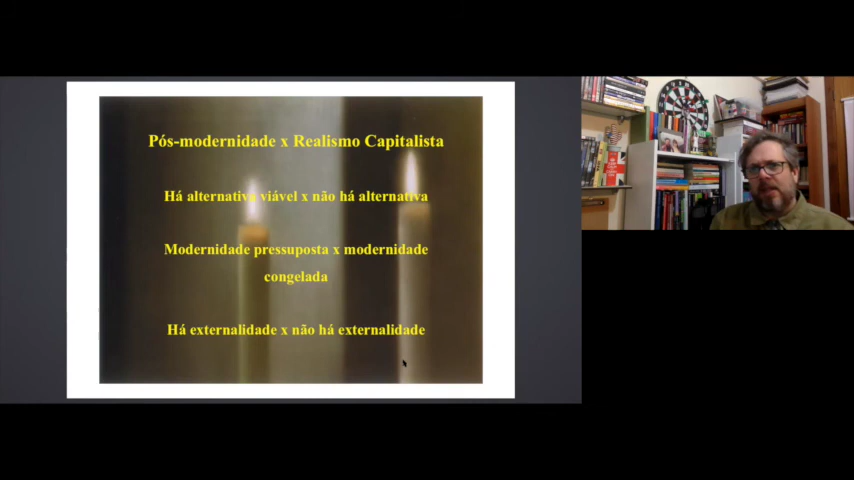 Pós-modernidade x Realismo Capitalista
Há alternativa viável x não há alternativa
Modernidade pressuposta x modernidade
congelada
Há externalidade x não há externalidade